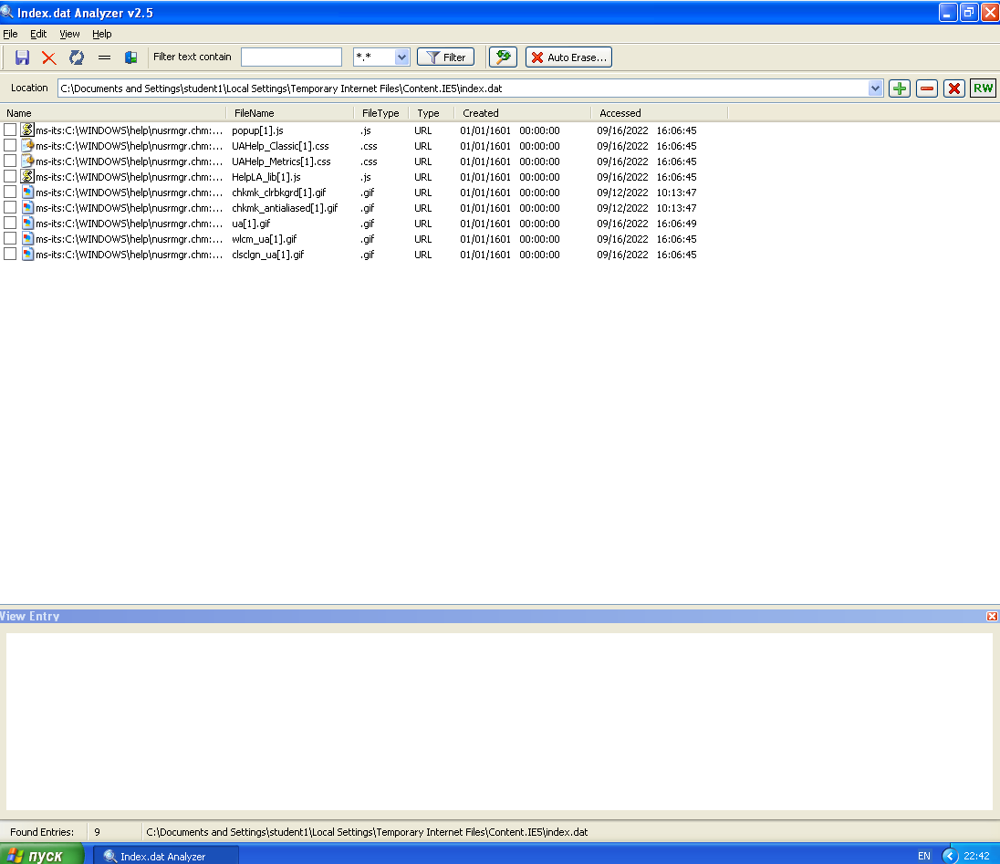 Index.dat Analyzer v2.5
File Edit View Help
Filter text contain *.* Filter Auto Erase...
Location C:\Documents and Settings\student1\Local Settings\Temporary Internet Files\Content.IE5\index.dat RW
Name FileName FileType Type Created Accessed
ms-its:C:\WINDOWS\help\nusrmgr.chm:... popup[1].js .js URL 01/01/1601 00:00:00 09/16/2022 16:06:45
ms-its:C:\WINDOWS\help\nusrmgr.chm:... UAHelp_Classic[1].css .css URL 01/01/1601 00:00:00 09/16/2022 16:06:45
ms-its:C:\WINDOWS\help\nusrmgr.chm:... UAHelp_Metrics[1].css .css URL 01/01/1601 00:00:00 09/16/2022 16:06:45
ms-its:C:\WINDOWS\help\nusrmgr.chm:... HelpLA_lib[1].js .js URL 01/01/1601 00:00:00 09/16/2022 16:06:45
ms-its:C:\WINDOWS\help\nusrmgr.chm:... chkmk_clrbkgrd[1].gif .gif URL 01/01/1601 00:00:00 09/12/2022 10:13:47
ms-its:C:\WINDOWS\help\nusrmgr.chm:... chkmk_antialiased[1].gif .gif URL 01/01/1601 00:00:00 09/12/2022 10:13:47
ms-its:C:\WINDOWS\help\nusrmgr.chm:... ua[1].gif .gif URL 01/01/1601 00:00:00 09/16/2022 16:06:49
ms-its:C:\WINDOWS\help\nusrmgr.chm:... wlcm_ua[1].gif .gif URL 01/01/1601 00:00:00 09/16/2022 16:06:45
ms-its:C:\WINDOWS\help\nusrmgr.chm:... clsclgn_ua[1].gif .gif URL 01/01/1601 00:00:00 09/16/2022 16:06:45
View Entry
Found Entries: 9 C:\Documents and Settings\student1\Local Settings\Temporary Internet Files\Content.IE5\index.dat
пуск Index.dat Analyzer EN 22:42